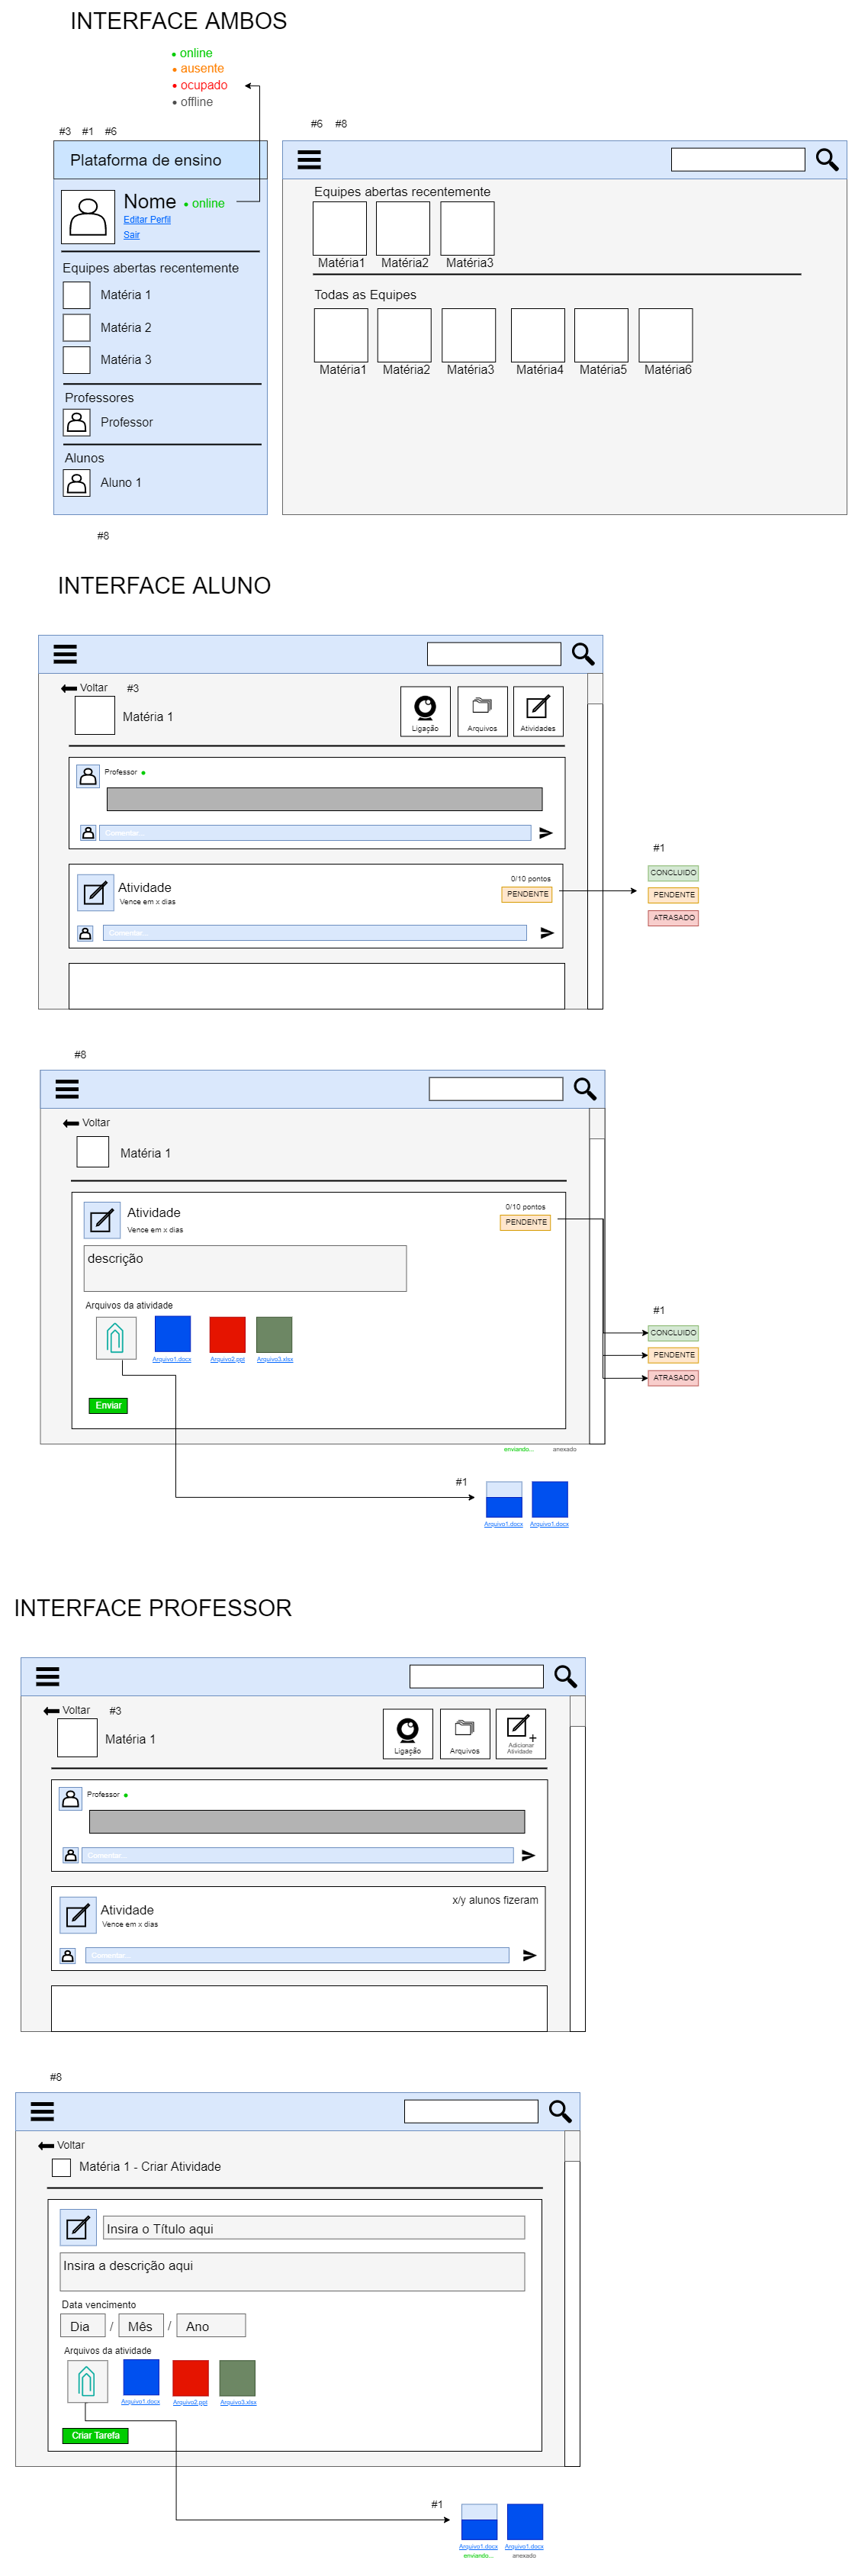 INTERFACE AMBOS
online
ausente
ocupado
offline
#3 #1 #6
#6 #8
Plataforma de ensino
Nome
online
Editar Perfil
Sair
Equipes abertas recentemente
Matéria 1
Matéria 2
Matéria 3
Professores
Professor
Alunos
Aluno 1
#8
Equipes abertas recentemente
Matéria1 Matéria2 Matéria3
Todas as Equipes
Matéria1 Matéria2 Matéria3 Matéria4 Matéria5 Matéria6
INTERFACE ALUNO
Voltar #3
Matéria 1
Ligação Arquivos Atividades
Professor
Comentar...
Atividade
Vence em x dias
0/10 pontos
PENDENTE
Comentar...
#1
CONCLUIDO
PENDENTE
ATRASADO
#8
Voltar
Matéria 1
Atividade
Vence em x dias
0/10 pontos
PENDENTE
descrição
Arquivos da atividade
Arquivo1.docx Arquivo2.ppt Arquivo3.xlsx
Enviar
#1
CONCLUIDO
PENDENTE
ATRASADO
enviando... anexado
#1
Arquivo1.docx Arquivo1.docx
INTERFACE PROFESSOR
Voltar #3
Matéria 1
Ligação Arquivos
Adicionar
Atividade
Professor
Comentar...
Atividade
Vence em x dias
x/y alunos fizeram
Comentar...
#8
Voltar
Matéria 1 - Criar Atividade
Insira o Título aqui
Insira a descrição aqui
Data vencimento
Dia / Mês / Ano
Arquivos da atividade
Arquivo1.docx Arquivo2.ppt Arquivo3.xlsx
Criar Tarefa
#1
Arquivo1.docx Arquivo1.docx
enviando... anexado